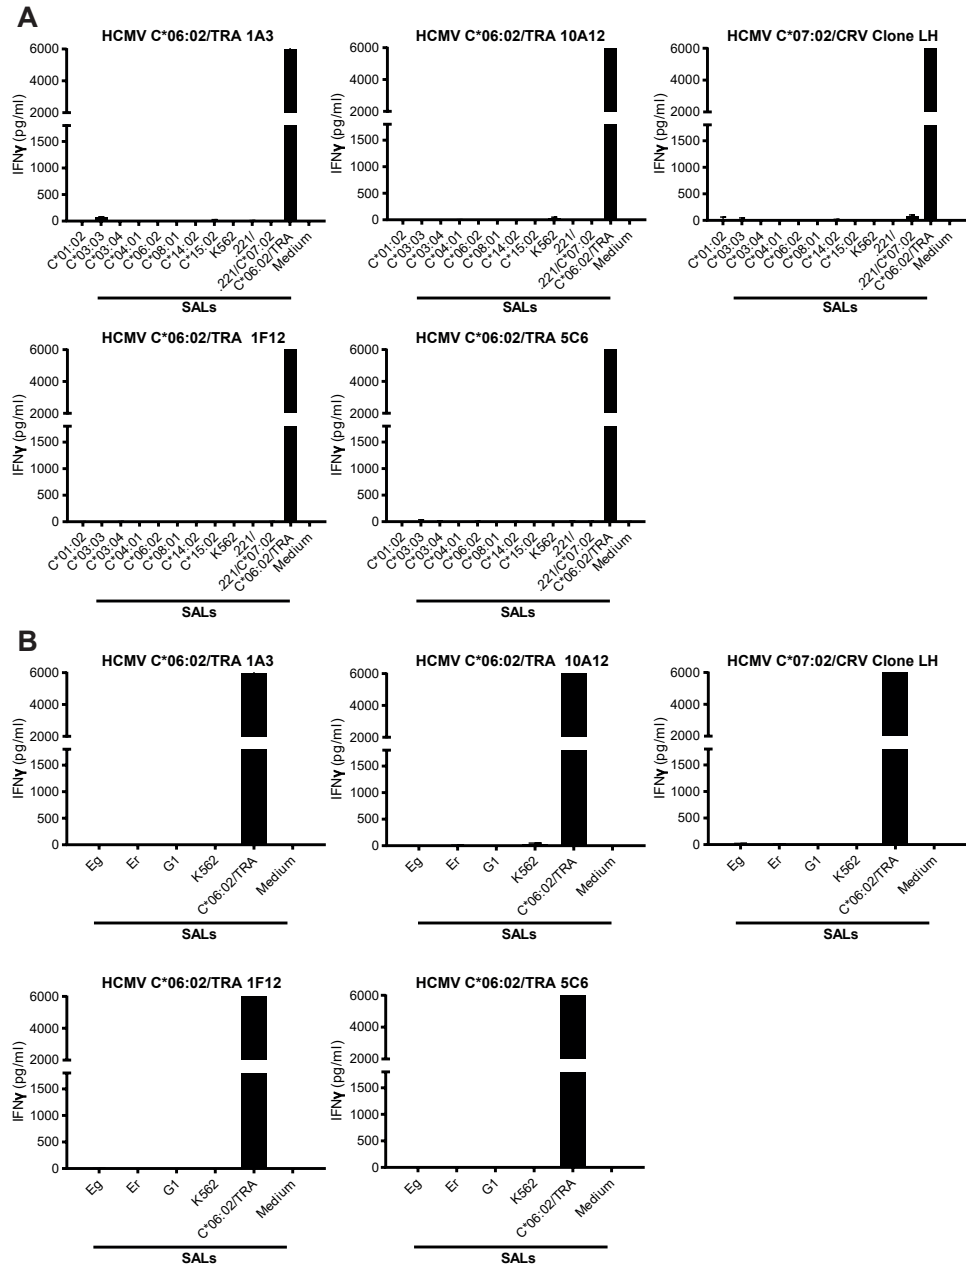 A
HCMV C*06:02/TRA 1A3
IFNγ (pg/ml)
6000
4000
2000
1500
1000
500
0
C*01:02
C*03:03
C*03:04
C*04:01
C*06:02
C*08:01
C*14:02
C*15:02
K562
.221/
.221/C*07:02
C*06:02/TRA
Medium
SALs
HCMV C*06:02/TRA 10A12
IFNγ (pg/ml)
6000
4000
2000
1500
1000
500
0
C*01:02
C*03:03
C*03:04
C*04:01
C*06:02
C*08:01
C*14:02
C*15:02
K562
.221/
.221/C*07:02
C*06:02/TRA
Medium
SALs
HCMV C*07:02/CRV Clone LH
IFNγ (pg/ml)
6000
4000
2000
1500
1000
500
0
C*01:02
C*03:03
C*03:04
C*04:01
C*06:02
C*08:01
C*14:02
C*15:02
K562
.221/
.221/C*07:02
C*06:02/TRA
Medium
SALs
HCMV C*06:02/TRA 1F12
IFNγ (pg/ml)
6000
4000
2000
1500
1000
500
0
C*01:02
C*03:03
C*03:04
C*04:01
C*06:02
C*08:01
C*14:02
C*15:02
K562
.221/
.221/C*07:02
C*06:02/TRA
Medium
SALs
HCMV C*06:02/TRA 5C6
IFNγ (pg/ml)
6000
4000
2000
1500
1000
500
0
C*01:02
C*03:03
C*03:04
C*04:01
C*06:02
C*08:01
C*14:02
C*15:02
K562
.221/
.221/C*07:02
C*06:02/TRA
Medium
SALs
B
HCMV C*06:02/TRA 1A3
IFNγ (pg/ml)
6000
4000
2000
1500
1000
500
0
Eg
Er
G1
K562
C*06:02/TRA
Medium
SALs
HCMV C*06:02/TRA 10A12
IFNγ (pg/ml)
6000
4000
2000
1500
1000
500
0
Eg
Er
G1
K562
C*06:02/TRA
Medium
SALs
HCMV C*07:02/CRV Clone LH
IFNγ (pg/ml)
6000
4000
2000
1500
1000
500
0
Eg
Er
G1
K562
C*06:02/TRA
Medium
SALs
HCMV C*06:02/TRA 1F12
IFNγ (pg/ml)
6000
4000
2000
1500
1000
500
0
Eg
Er
G1
K562
C*06:02/TRA
Medium
SALs
HCMV C*06:02/TRA 5C6
IFNγ (pg/ml)
6000
4000
2000
1500
1000
500
0
Eg
Er
G1
K562
C*06:02/TRA
Medium
SALs